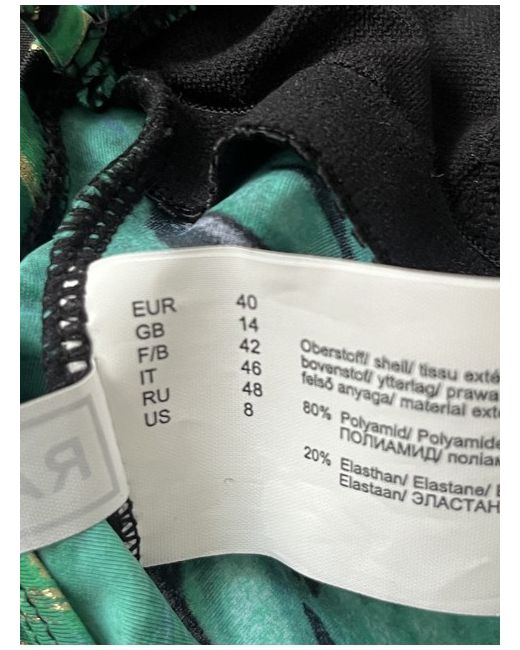 EUR 40
GB 14
F/B 42
IT 46
RU 48
US 8
Oberstoff/ shell/ tissu exté
bovenstof/ ytterlag/ prawa
felső anyaga/ material exte
80% Polyamid/ Polyamide
ПОЛИАМИД/ poliam
20% Elasthan/ Elastane/ E
Elastaan/ ЭЛАСТАН